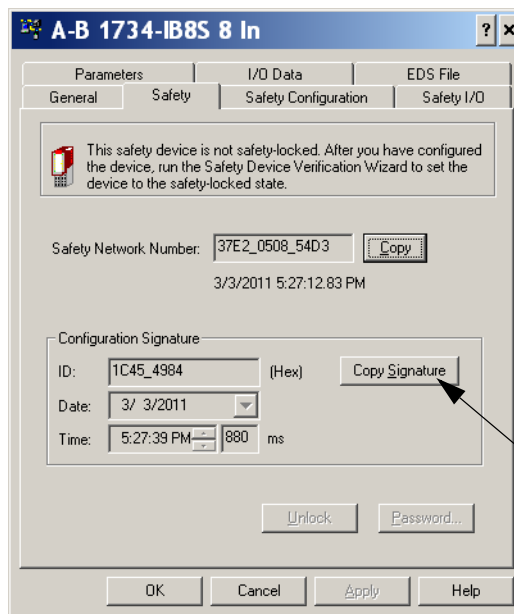 A-B 1734-IB8S 8 In
? ×
Parameters I/O Data EDS File
General Safety Safety Configuration Safety I/O
This safety device is not safety-locked. After you have configured
the device, run the Safety Device Verification Wizard to set the
device to the safety-locked state.
Safety Network Number: 37E2_0508_54D3 Copy
3/3/2011 5:27:12.83 PM
Configuration Signature
ID: 1C45_4984 (Hex) Copy Signature
Date: 3/ 3/2011
Time: 5:27:39 PM 880 ms
Unlock Password...
OK Cancel Apply Help